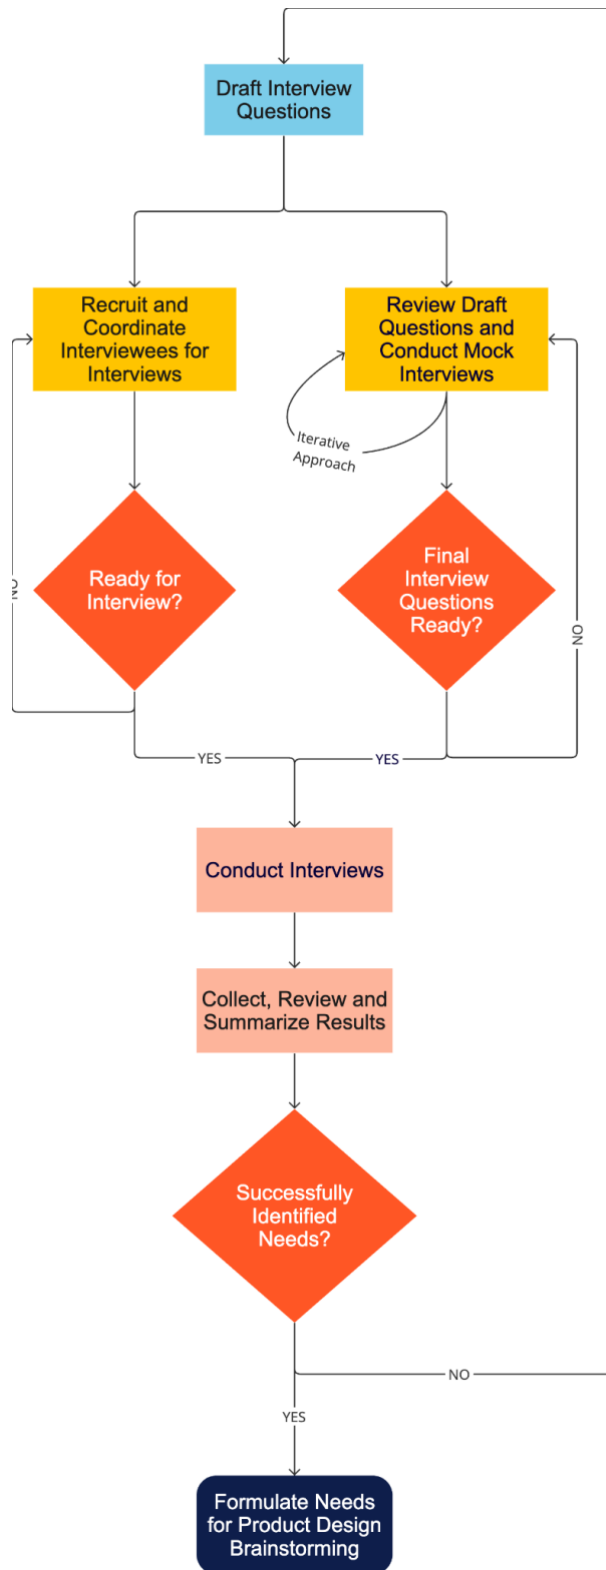 Draft Interview
Questions
Recruit and
Coordinate
Interviewees for
Interviews
Review Draft
Questions and
Conduct Mock
Interviews
Iterative
Approach
Ready for
Interview?
Final
Interview
Questions
Ready?
NO
NO
YES
YES
Conduct Interviews
Collect, Review and
Summarize Results
Successfully
Identified
Needs?
NO
YES
Formulate Needs
for Product Design
Brainstorming